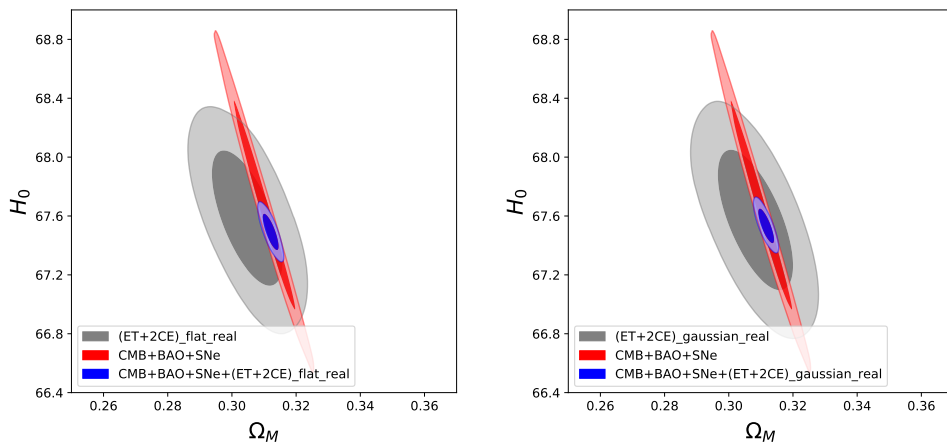 68.8
68.4
68.0
67.6
67.2
66.8
66.4
H₀
0.26 0.28 0.30 0.32 0.34 0.36
Ω_M
(ET+2CE)_flat_real
CMB+BAO+SNe
CMB+BAO+SNe+(ET+2CE)_flat_real
68.8
68.4
68.0
67.6
67.2
66.8
66.4
H₀
0.26 0.28 0.30 0.32 0.34 0.36
Ω_M
(ET+2CE)_gaussian_real
CMB+BAO+SNe
CMB+BAO+SNe+(ET+2CE)_gaussian_real